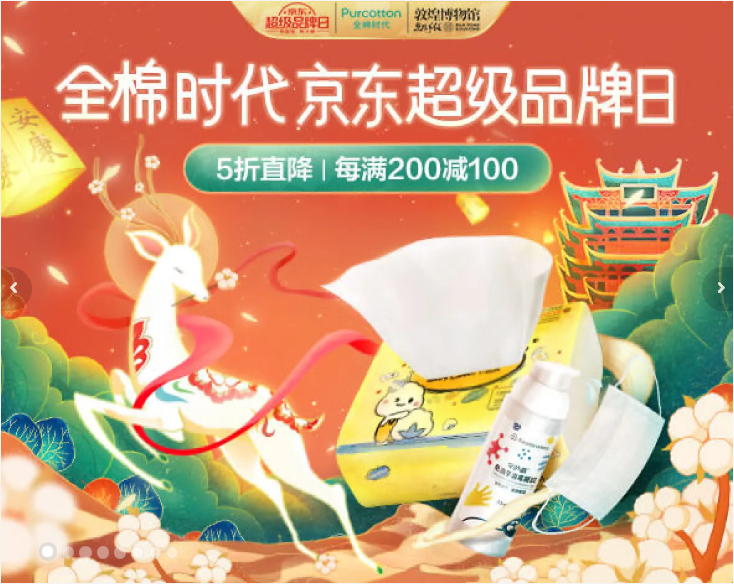 京东
超级品牌日
Purcotton
全棉时代
敦煌博物馆
全棉时代 京东超级品牌日
5折直降 | 每满200减100
安康